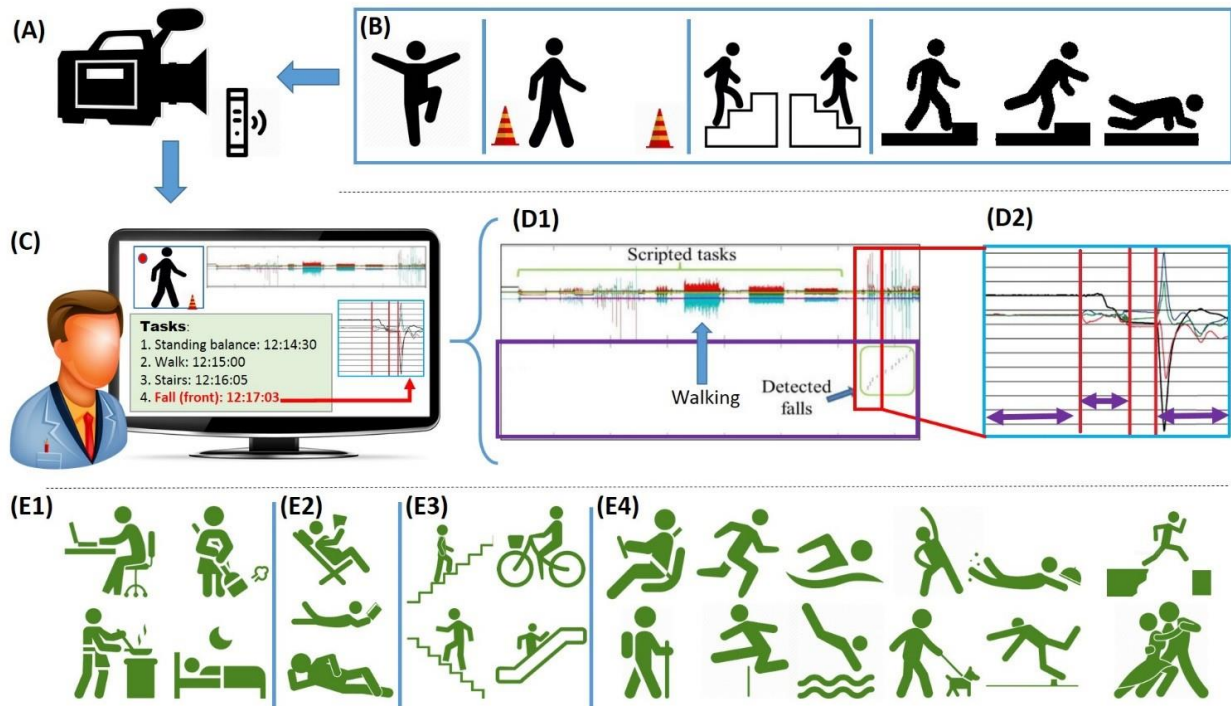 (A)
(B)
(C)
Tasks:
1. Standing balance: 12:14:30
2. Walk: 12:15:00
3. Stairs: 12:16:05
4. Fall (front): 12:17:03
(D1)
Scripted tasks
Walking
Detected
falls
(D2)
(E1)
(E2)
(E3)
(E4)